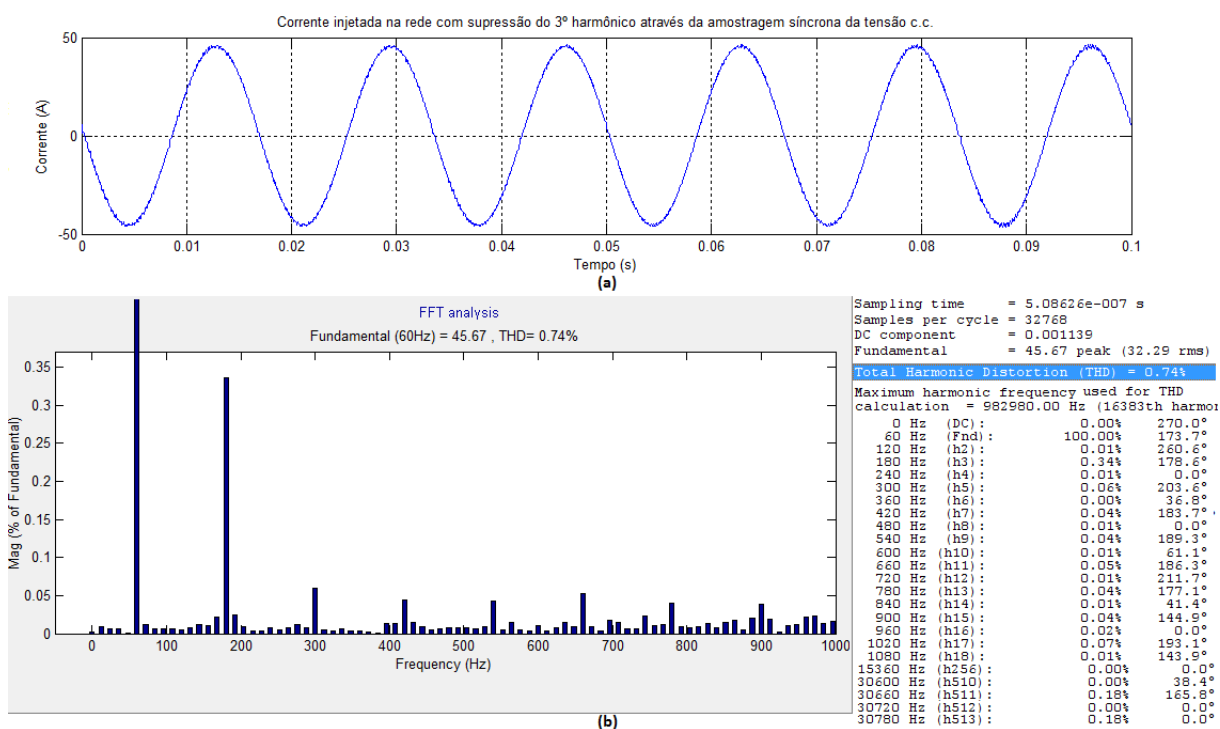 Corrente injetada na rede com supressão do 3º harmônico através da amostragem síncrona da tensão c.c.
50
0
-50
Corrente (A)
0 0.01 0.02 0.03 0.04 0.05 0.06 0.07 0.08 0.09 0.1
Tempo (s)
(a)
FFT analysis
Fundamental (60Hz) = 45.67 , THD= 0.74%
0.35
0.3
0.25
0.2
0.15
0.1
0.05
0
Mag (% of Fundamental)
0 100 200 300 400 500 600 700 800 900 1000
Frequency (Hz)
Sampling time = 5.08626e-007 s
Samples per cycle = 32768
DC component = 0.001139
Fundamental = 45.67 peak (32.29 rms)
Total Harmonic Distortion (THD) = 0.74%
Maximum harmonic frequency used for THD
calculation = 982980.00 Hz (16383th harmor
0 Hz (DC): 0.00% 270.0°
60 Hz (Fnd): 100.00% 173.7°
120 Hz (h2): 0.01% 260.6°
180 Hz (h3): 0.34% 178.6°
240 Hz (h4): 0.01% 0.0°
300 Hz (h5): 0.06% 203.6°
360 Hz (h6): 0.00% 36.8°
420 Hz (h7): 0.04% 183.7°
480 Hz (h8): 0.01% 0.0°
540 Hz (h9): 0.04% 189.3°
600 Hz (h10): 0.01% 61.1°
660 Hz (h11): 0.05% 186.3°
720 Hz (h12): 0.01% 211.7°
780 Hz (h13): 0.04% 177.1°
840 Hz (h14): 0.01% 41.4°
900 Hz (h15): 0.04% 144.9°
960 Hz (h16): 0.02% 0.0°
1020 Hz (h17): 0.07% 193.1°
1080 Hz (h18): 0.01% 143.9°
15360 Hz (h256): 0.00% 0.0°
30600 Hz (h510): 0.00% 38.4°
30660 Hz (h511): 0.18% 165.8°
30720 Hz (h512): 0.00% 0.0°
30780 Hz (h513): 0.18% 0.0°
(b)